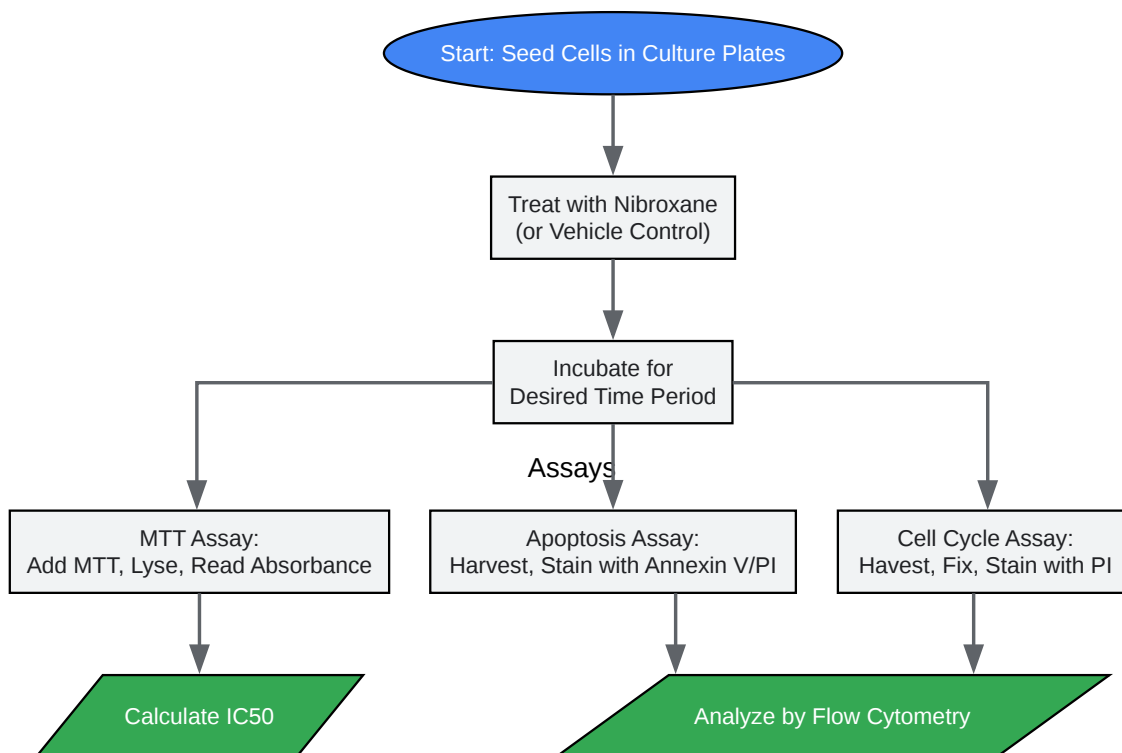 Start: Seed Cells in Culture Plates
Treat with Nibroxane
(or Vehicle Control)
Incubate for
Desired Time Period
Assays
MTT Assay:
Add MTT, Lyse, Read Absorbance
Apoptosis Assay:
Harvest, Stain with Annexin V/PI
Cell Cycle Assay:
Havest, Fix, Stain with PI
Calculate IC50
Analyze by Flow Cytometry